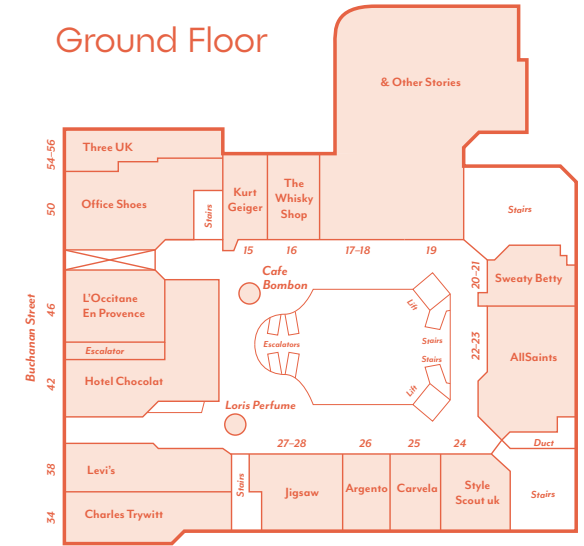 Ground Floor
& Other Stories
54–56
Three UK
50
Office Shoes
Stairs
Kurt
Geiger
The
Whisky
Shop
Stairs
15
16
17–18
19
20–21
Sweaty Betty
Cafe
Bombon
Buchanan Street
46
L'Occitane
En Provence
Escalator
42
Hotel Chocolat
Escalators
Lift
Stairs
Stairs
Lift
22–23
AllSaints
Loris Perfume
27–28
26
25
24
Duct
38
Levi's
34
Charles Trywitt
Stairs
Jigsaw
Argento
Carvela
Style
Scout uk
Stairs